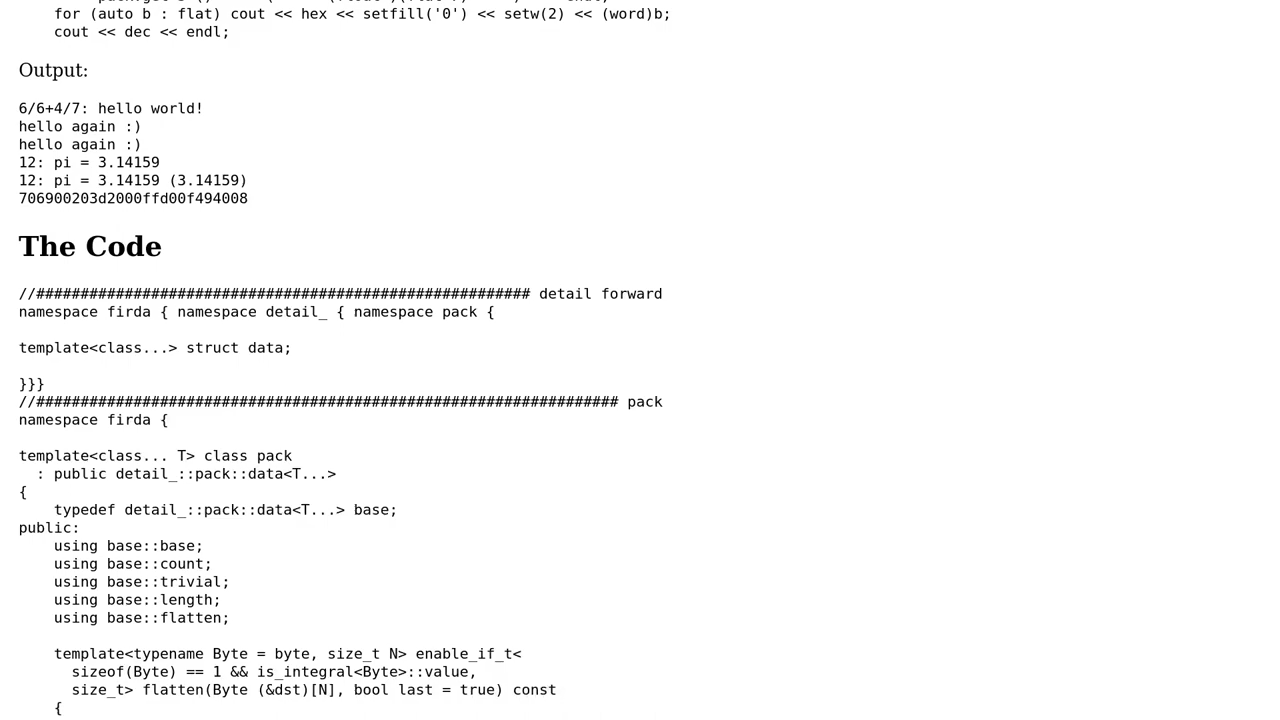 for (auto b : flat) cout << hex << setfill('0') << setw(2) << (word)b;
cout << dec << endl;
Output:
6/6+4/7: hello world!
hello again :)
hello again :)
12: pi = 3.14159
12: pi = 3.14159 (3.14159)
706900203d2000ffd00f494008
The Code
//######################################################## detail forward
namespace firda { namespace detail_ { namespace pack {
template<class...> struct data;
}}}
//################################################################## pack
namespace firda {
template<class... T> class pack
: public detail_::pack::data<T...>
{
typedef detail_::pack::data<T...> base;
public:
using base::base;
using base::count;
using base::trivial;
using base::length;
using base::flatten;
template<typename Byte = byte, size_t N> enable_if_t<
sizeof(Byte) == 1 && is_integral<Byte>::value,
size_t> flatten(Byte (&dst)[N], bool last = true) const
{